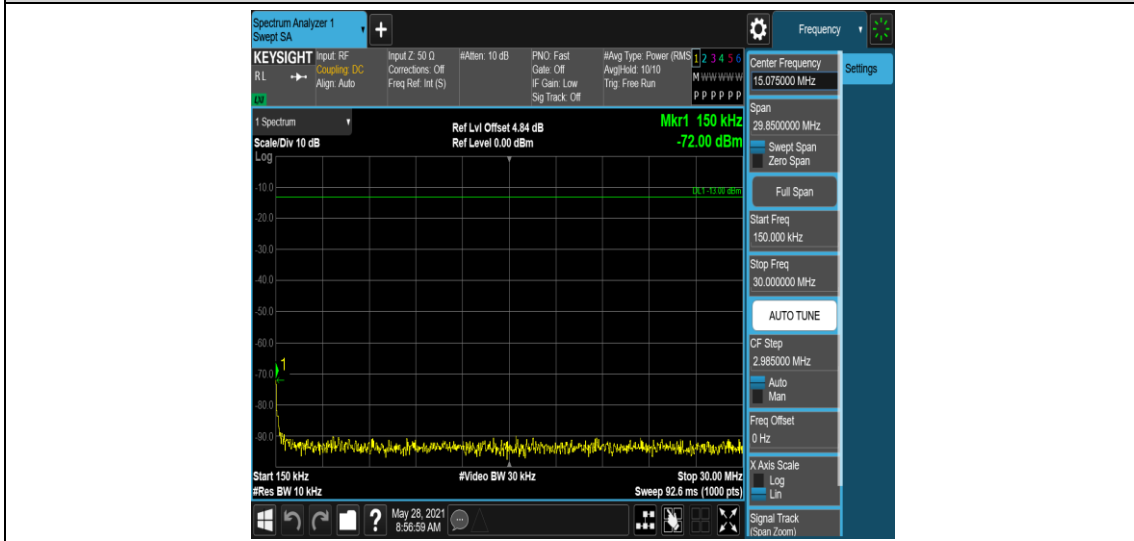 Spectrum Analyzer 1
Swept SA
+
Frequency
KEYSIGHT
RL
Input: RF
Coupling: DC
Align: Auto
Input Z: 50 Ω
Corrections: Off
Freq Ref: Int (S)
#Atten: 10 dB
PNO: Fast
Gate: Off
IF Gain: Low
Sig Track: Off
#Avg Type: Power (RMS
Avg|Hold: 10/10
Trig: Free Run
1 2 3 4 5 6
M W W W W W
P P P P P P
1 Spectrum
Scale/Div 10 dB
Log
Ref Lvl Offset 4.84 dB
Ref Level 0.00 dBm
Mkr1 150 kHz
-72.00 dBm
DL1 -13.00 dBm
-10.0
-20.0
-30.0
-40.0
-50.0
-60.0
1
-70.0
-80.0
-90.0
Start 150 kHz
#Video BW 30 kHz
Stop 30.00 MHz
#Res BW 10 kHz
Sweep 92.6 ms (1000 pts)
?
May 28, 2021
8:56:59 AM
Center Frequency
15.075000 MHz
Settings
Span
29.8500000 MHz
Swept Span
Zero Span
Full Span
Start Freq
150.000 kHz
Stop Freq
30.000000 MHz
AUTO TUNE
CF Step
2.985000 MHz
Auto
Man
Freq Offset
0 Hz
X Axis Scale
Log
Lin
Signal Track
(Span Zoom)